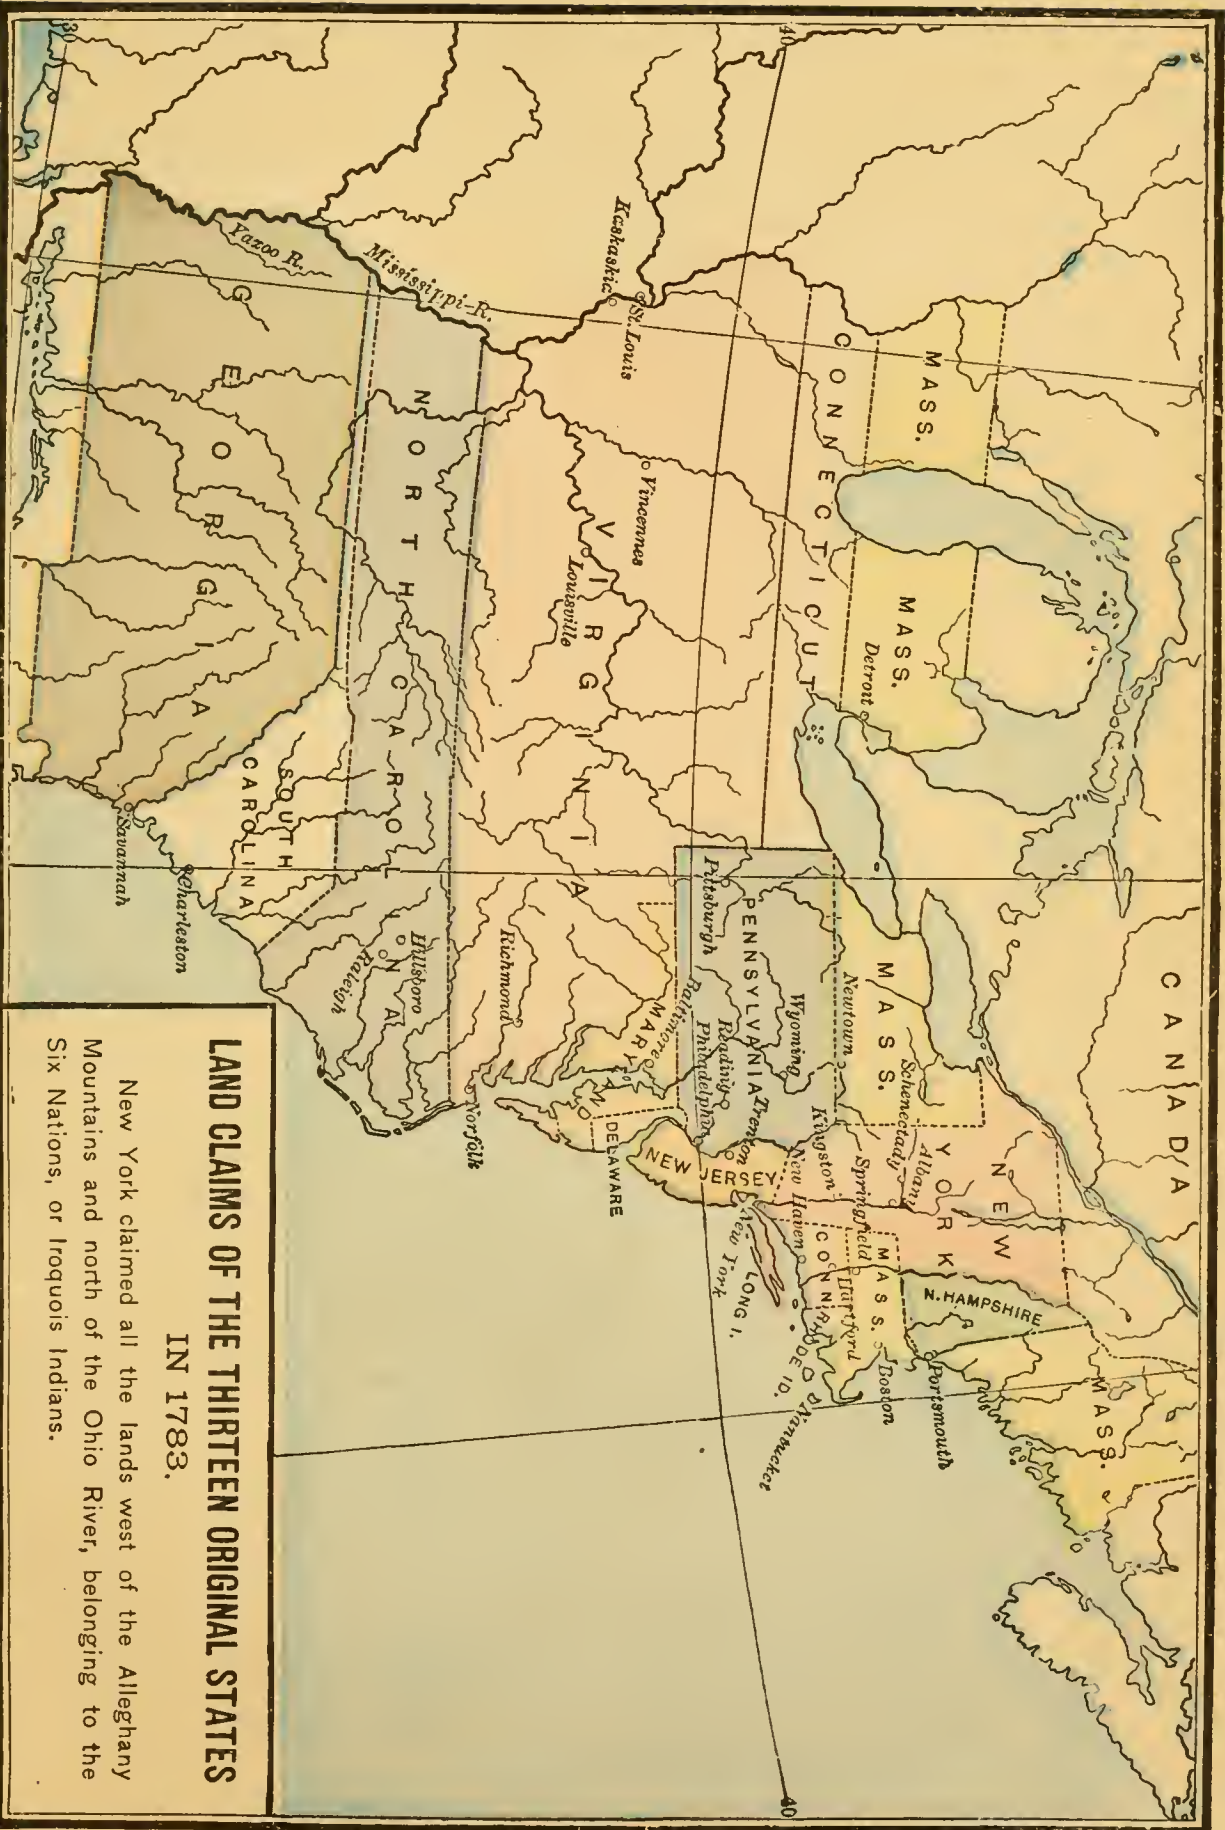 LAND CLAIMS OF THE THIRTEEN ORIGINAL STATES
IN 1783.
New York claimed all the lands west of the Alleghany
Mountains and north of the Ohio River, belonging to the
Six Nations, or Iroquois Indians.
CANADA
MASS.
MASS.
MASS.
MASS.
MASS.
NEW
YORK
N. HAMPSHIRE
Portsmouth
Boston
Springfield
Hartford
CONN.
RHODE ID.
Nantucket
New Haven
LONG I.
New York
Albany
Schenectady
Kingston
Newtown
Wyoming
PENNSYLVANIA
Pittsburgh
Reading
Philadelphia
Trenton
NEW JERSEY
DELAWARE
MARYLAND
Baltimore
Detroit
CONNECTICUT
VIRGINIA
Vincennes
Louisville
Kaskaskia
St. Louis
Richmond
Norfolk
NORTH CAROLINA
Hillsboro
Raleigh
SOUTH
CAROLINA
Charleston
Savannah
GEORGIA
Mississippi R.
Yazoo R.
40
40
30